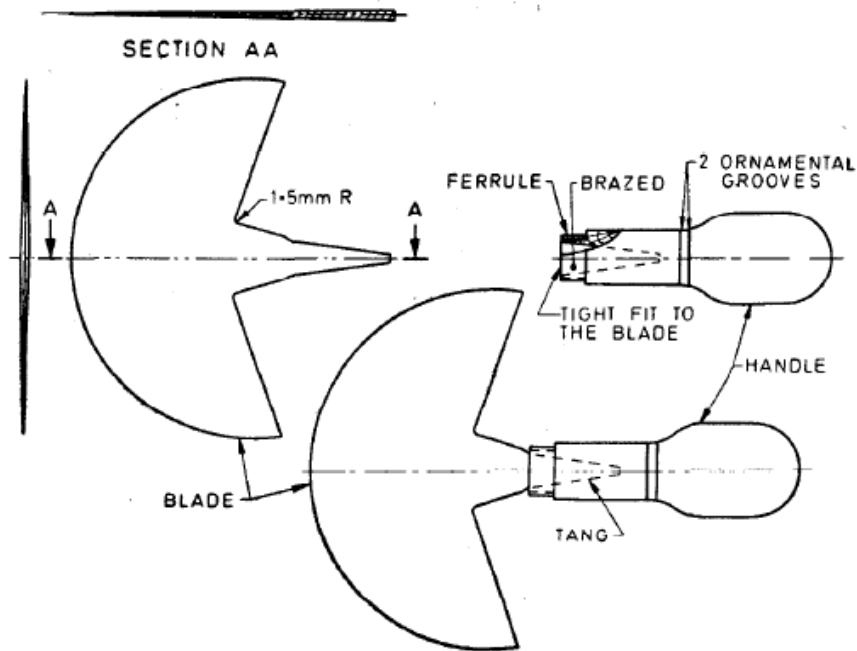 SECTION AA
A
A
1•5mm R
FERRULE
BRAZED
2 ORNAMENTAL
GROOVES
TIGHT FIT TO
THE BLADE
HANDLE
BLADE
TANG